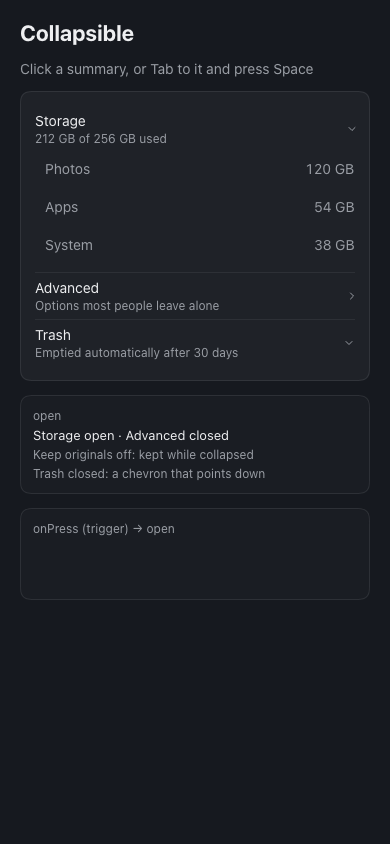 Collapsible
Click a summary, or Tab to it and press Space
Storage
212 GB of 256 GB used
Photos 120 GB
Apps 54 GB
System 38 GB
Advanced
Options most people leave alone
Trash
Emptied automatically after 30 days
open
Storage open · Advanced closed
Keep originals off: kept while collapsed
Trash closed: a chevron that points down
onPress (trigger) → open